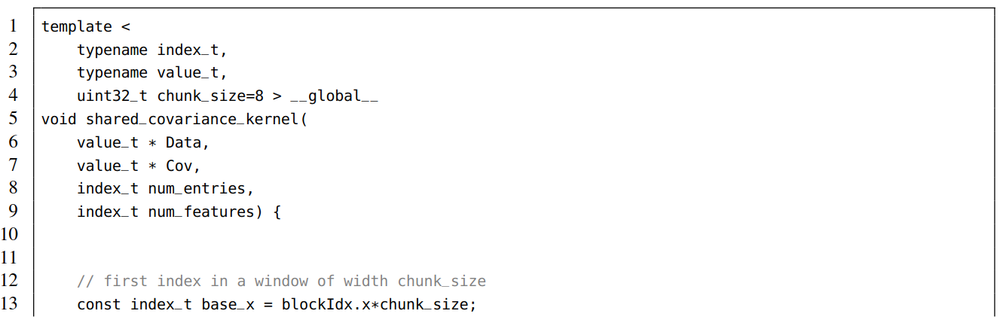 1 template <
2     typename index_t,
3     typename value_t,
4     uint32_t chunk_size=8 > __global__
5 void shared_covariance_kernel(
6     value_t * Data,
7     value_t * Cov,
8     index_t num_entries,
9     index_t num_features) {
10
11
12     // first index in a window of width chunk_size
13     const index_t base_x = blockIdx.x*chunk_size;